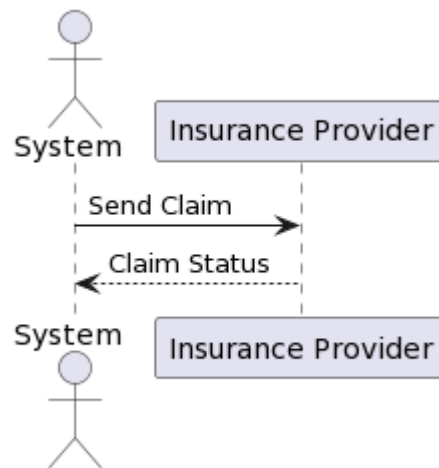 System
Insurance Provider
Send Claim
Claim Status
System
Insurance Provider